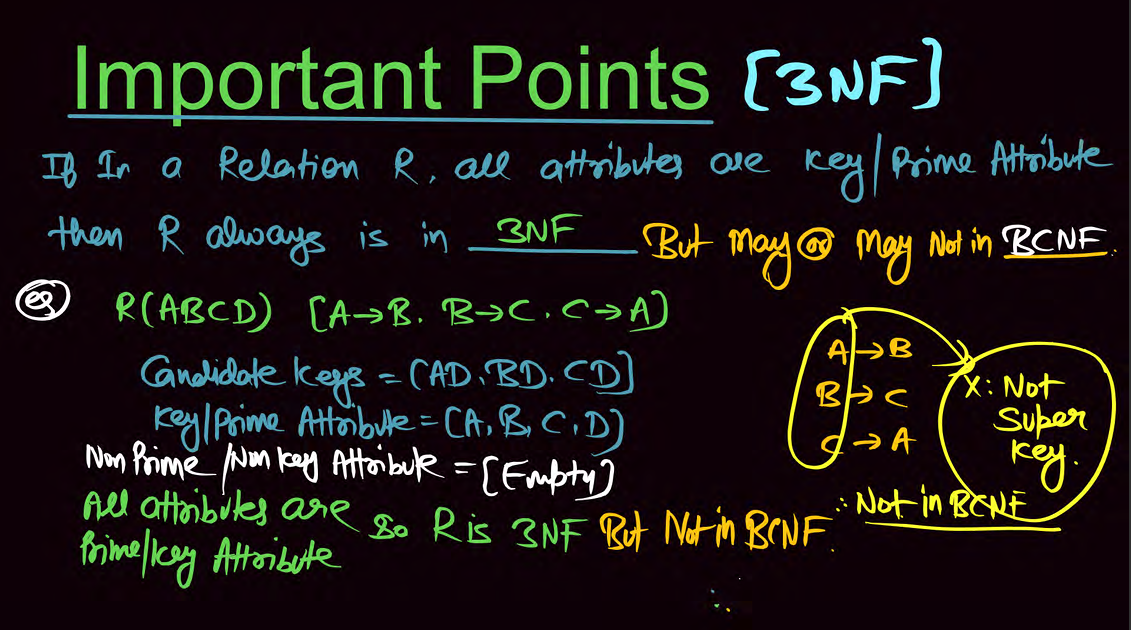 Important Points [3NF]
If In a Relation R, all attributes are key/Prime Attribute
then R always is in 3NF But May or May Not in BCNF.
eg R(ABCD) [A→B. B→C. C→A]
Candidate Keys = [AD. BD. CD]
Key/Prime Attribute = [A, B, C, D]
Non Prime/Non Key Attribute = [Empty]
All attributes are
Prime/Key Attribute
So R is 3NF But Not in BCNF.
A→B
B→C
C→A
X: Not
Super
Key.
∴ Not in BCNF